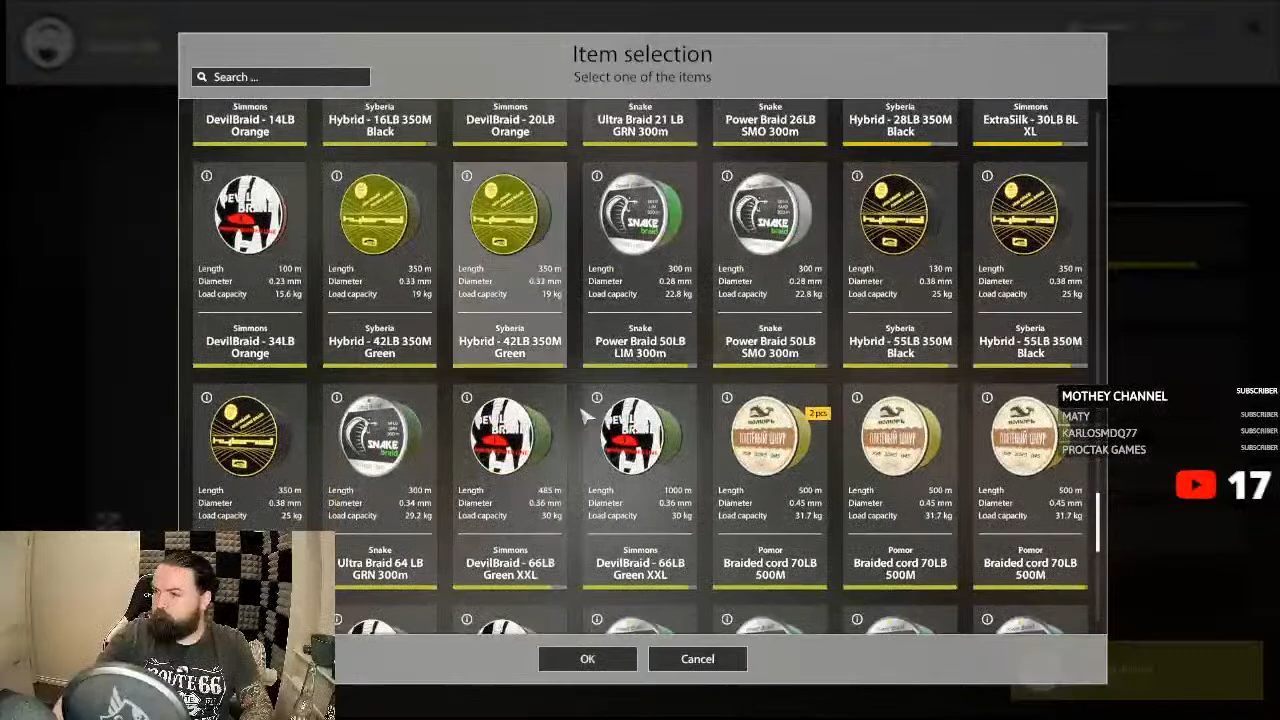 Item selection
Select one of the items
Search ...
Simmons
DevilBraid - 14LB
Orange
Syberia
Hybrid - 16LB 350M
Black
Simmons
DevilBraid - 20LB
Orange
Snake
Ultra Braid 21 LB
GRN 300m
Snake
Power Braid 26LB
SMO 300m
Syberia
Hybrid - 28LB 350M
Black
Simmons
ExtraSilk - 30LB BL
XL
Length 100 m
Diameter 0.23 mm
Load capacity 15.6 kg
Simmons
DevilBraid - 34LB
Orange
Length 350 m
Diameter 0.33 mm
Load capacity 19 kg
Syberia
Hybrid - 42LB 350M
Green
Length 350 m
Diameter 0.33 mm
Load capacity 19 kg
Syberia
Hybrid - 42LB 350M
Green
SNAKE
braid
Length 300 m
Diameter 0.28 mm
Load capacity 22.8 kg
Snake
Power Braid 50LB
LIM 300m
SNAKE
braid
Length 300 m
Diameter 0.28 mm
Load capacity 22.8 kg
Snake
Power Braid 50LB
SMO 300m
Length 130 m
Diameter 0.38 mm
Load capacity 25 kg
Syberia
Hybrid - 55LB 350M
Black
Length 350 m
Diameter 0.38 mm
Load capacity 25 kg
Syberia
Hybrid - 55LB 350M
Black
Length 350 m
Diameter 0.38 mm
Load capacity 25 kg
SNAKE
braid
Length 300 m
Diameter 0.34 mm
Load capacity 29.2 kg
Snake
Ultra Braid 64 LB
GRN 300m
Length 485 m
Diameter 0.36 mm
Load capacity 30 kg
Simmons
DevilBraid - 66LB
Green XXL
Length 1000 m
Diameter 0.36 mm
Load capacity 30 kg
Simmons
DevilBraid - 66LB
Green XXL
2 pcs
ПЛЕТЁНЫЙ ШНУР
Length 500 m
Diameter 0.45 mm
Load capacity 31.7 kg
Pomor
Braided cord 70LB
500M
ПЛЕТЁНЫЙ ШНУР
Length 500 m
Diameter 0.45 mm
Load capacity 31.7 kg
Pomor
Braided cord 70LB
500M
Length 500 m
Diameter 0.45 mm
Load capacity 31.7 kg
Pomor
Braided cord 70LB
500M
OK
Cancel
MOTHEY CHANNEL SUBSCRIBER
MATY SUBSCRIBER
KARLOSMDQ77 SUBSCRIBER
PROCTAK GAMES SUBSCRIBER
17
ROUTE
66